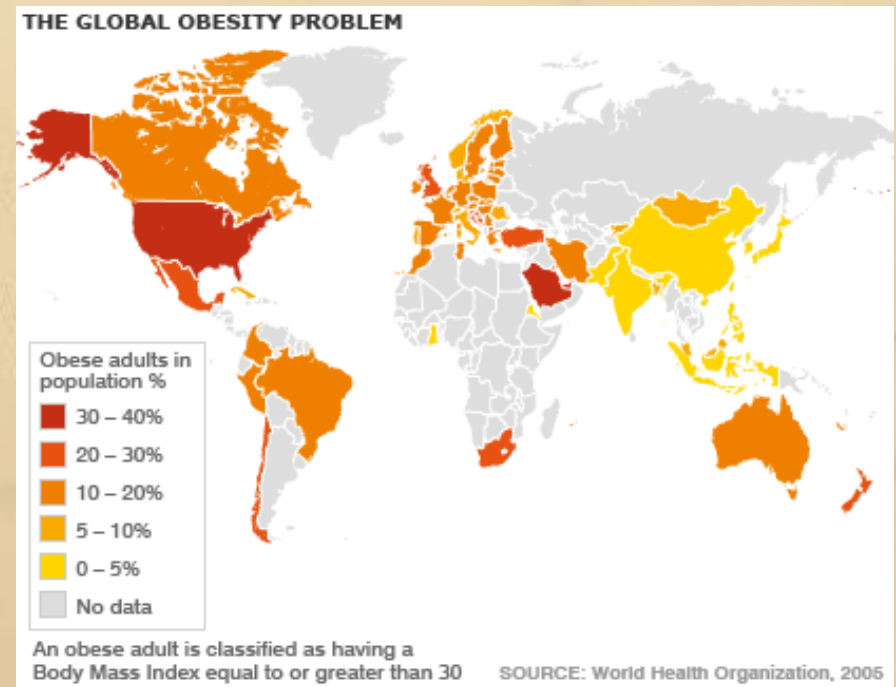 THE GLOBAL OBESITY PROBLEM
Obese adults in
population %
30 – 40%
20 – 30%
10 – 20%
5 – 10%
0 – 5%
No data
An obese adult is classified as having a
Body Mass Index equal to or greater than 30
SOURCE: World Health Organization, 2005